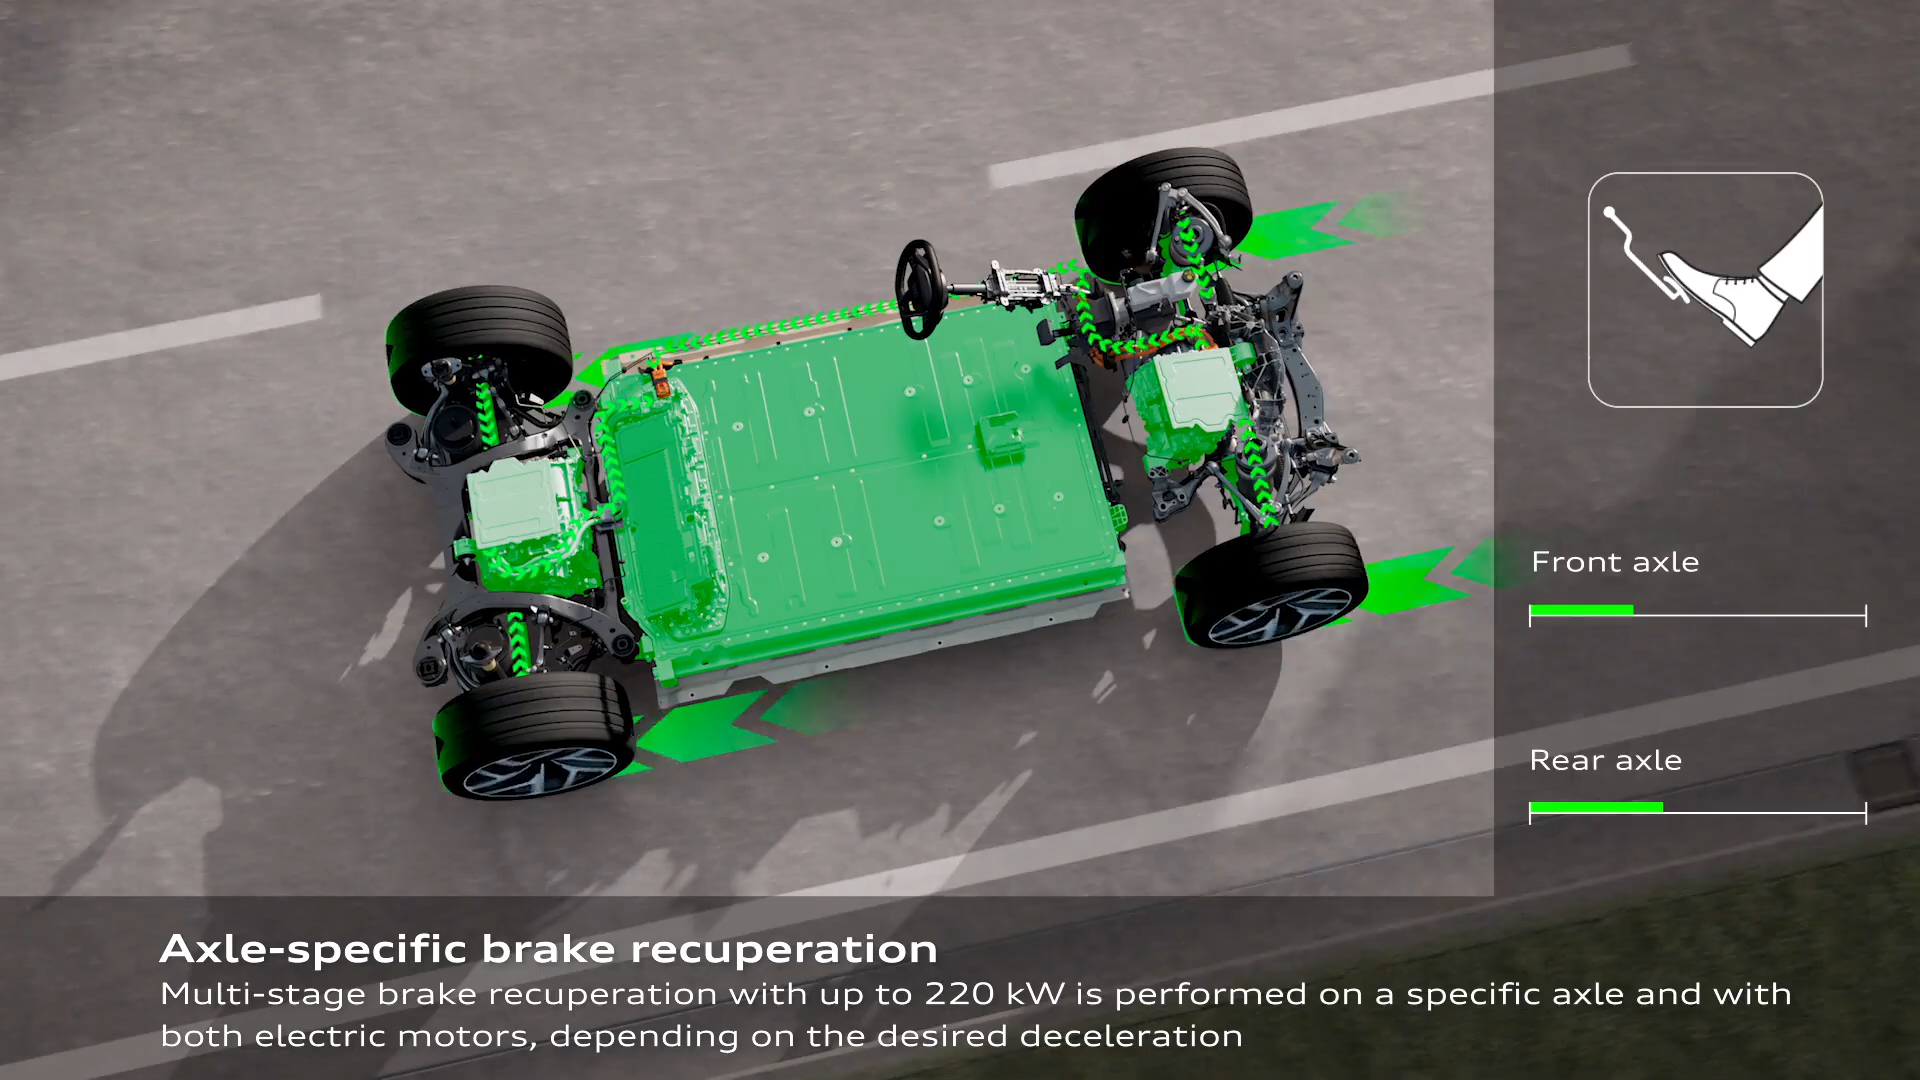 Front axle
Rear axle
Axle-specific brake recuperation
Multi-stage brake recuperation with up to 220 kW is performed on a specific axle and with
both electric motors, depending on the desired deceleration